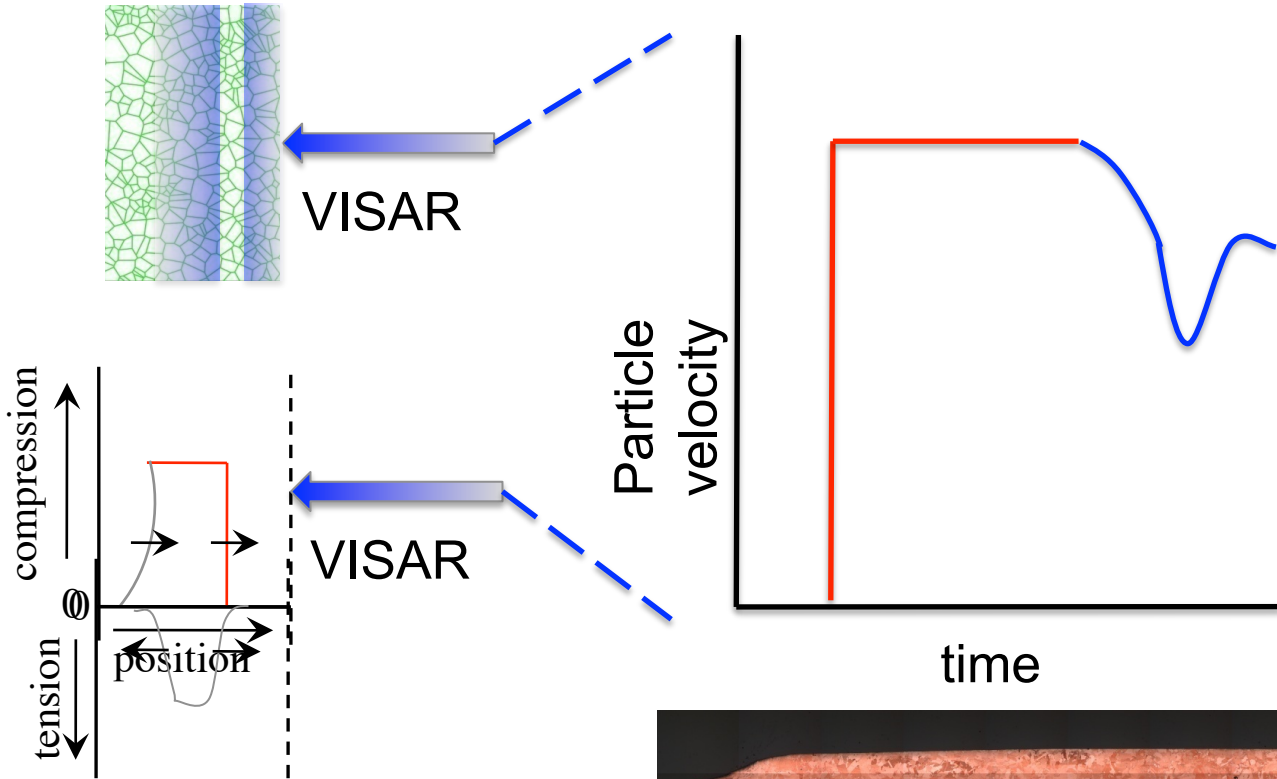 VISAR
Particle
velocity
time
compression
VISAR
0
position
tension